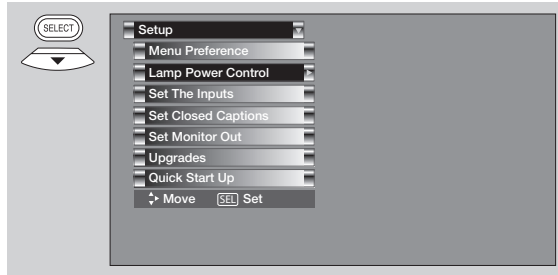 SELECT
Setup
Menu Preference
Lamp Power Control
Set The Inputs
Set Closed Captions
Set Monitor Out
Upgrades
Quick Start Up
Move SEL Set